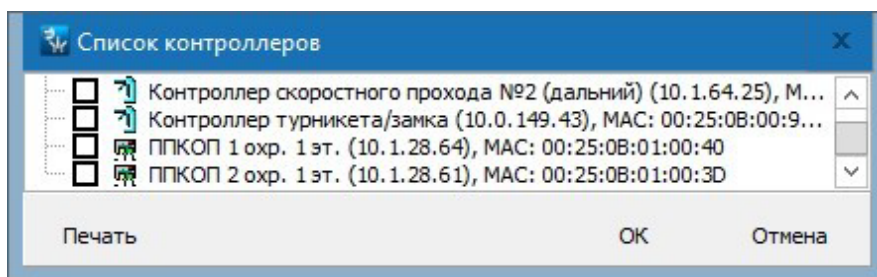 Список контроллеров
Контроллер скоростного прохода №2 (дальний) (10.1.64.25), М...
Контроллер турникета/замка (10.0.149.43), MAC: 00:25:0B:00:9...
ППКОП 1 охр. 1 эт. (10.1.28.64), MAC: 00:25:0B:01:00:40
ППКОП 2 охр. 1 эт. (10.1.28.61), MAC: 00:25:0B:01:00:3D
Печать ОК Отмена